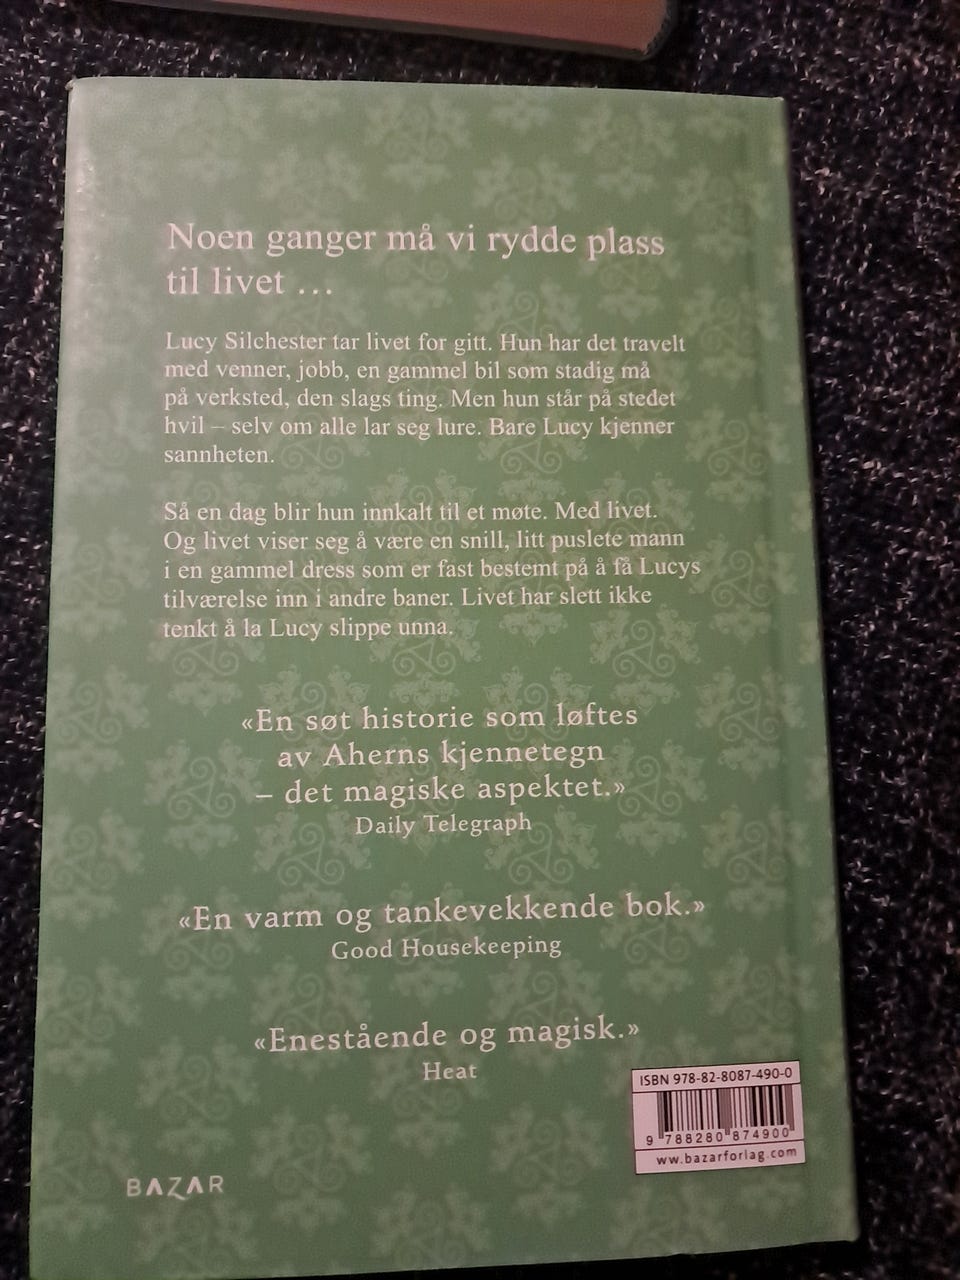 Noen ganger må vi rydde plass
til livet ...
Lucy Silchester tar livet for gitt. Hun har det travelt
med venner, jobb, en gammel bil som stadig må
på verksted, den slags ting. Men hun står på stedet
hvil – selv om alle lar seg lure. Bare Lucy kjenner
sannheten.
Så en dag blir hun innkalt til et møte. Med livet.
Og livet viser seg å være en snill, litt puslete mann
i en gammel dress som er fast bestemt på å få Lucys
tilværelse inn i andre baner. Livet har slett ikke
tenkt å la Lucy slippe unna.
«En søt historie som løftes
av Aherns kjennetegn
– det magiske aspektet.»
Daily Telegraph
«En varm og tankevekkende bok.»
Good Housekeeping
«Enestående og magisk.»
Heat
ISBN 978-82-8087-490-0
9 788280 874900
ww.bazarforlag.com
BAZAR